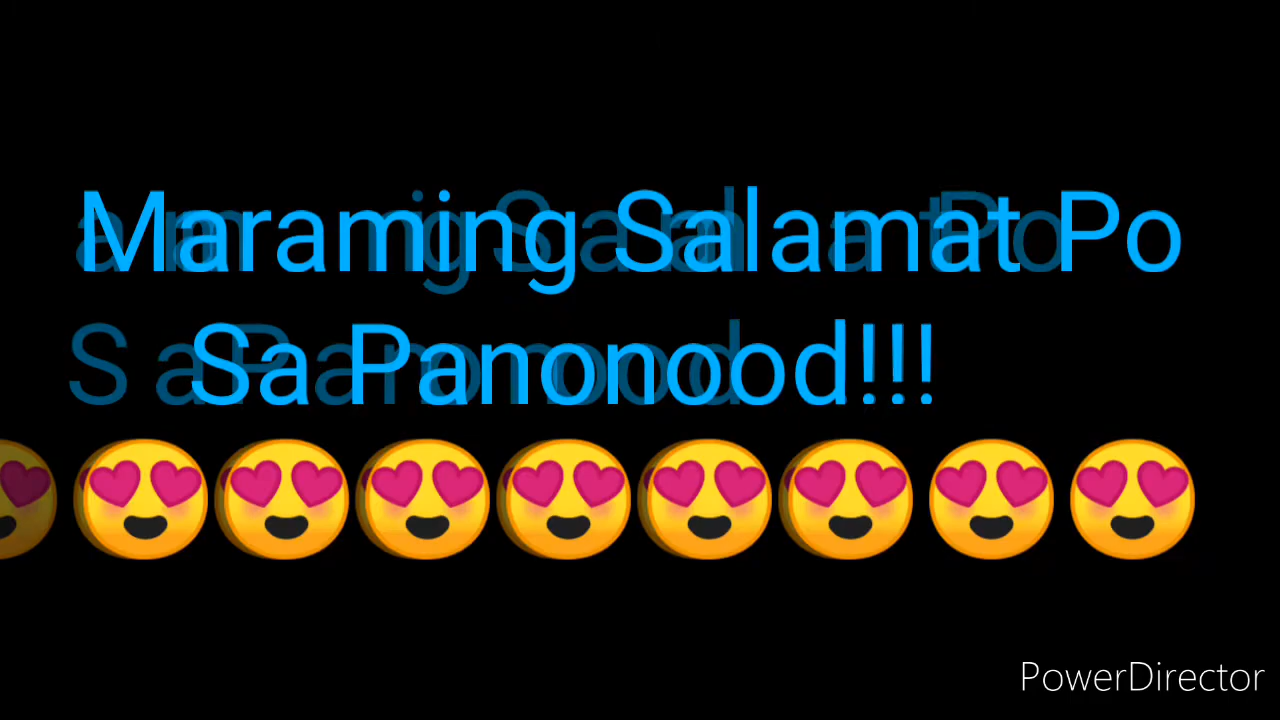 Maraming Salamat Po
Sa Panonood!!!
😍😍😍😍😍😍😍😍
PowerDirector